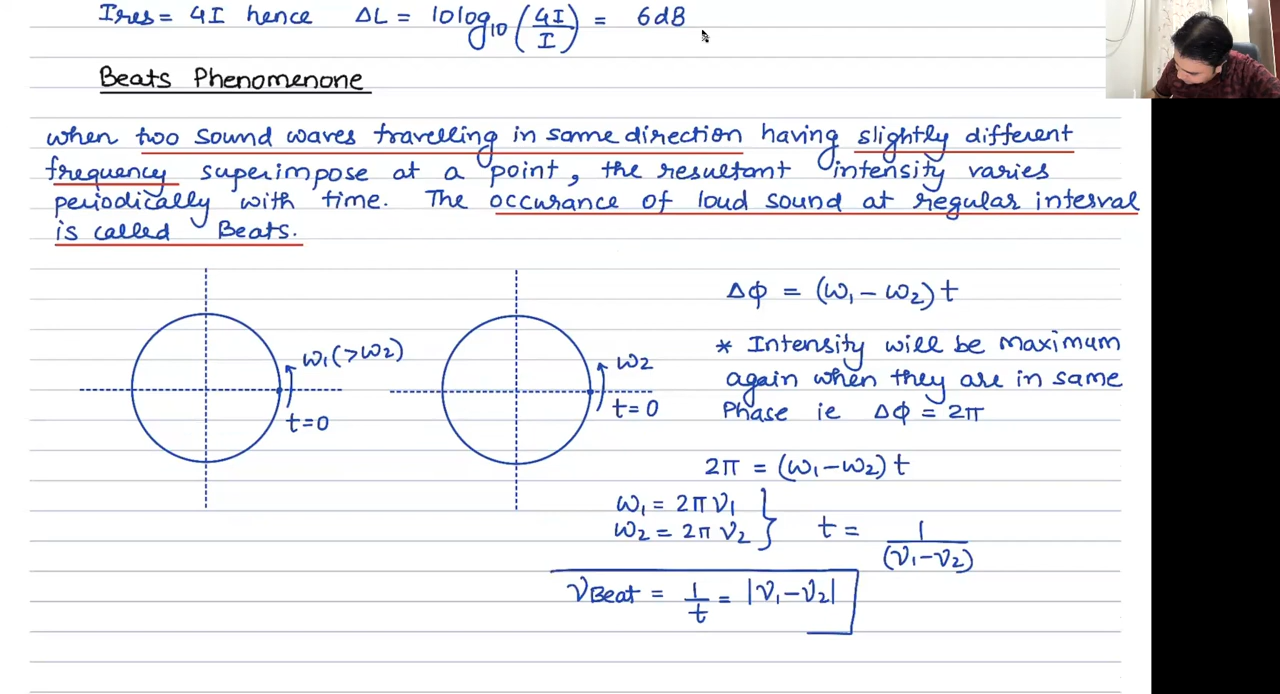 Ires = 4I hence ΔL = 10log₁₀(4I/I) = 6dB
Beats Phenomenone
when two sound waves travelling in same direction having slightly different
frequency superimpose at a point, the resultant intensity varies
periodically with time. The occurance of loud sound at regular interval
is called Beats.
Δϕ = (ω₁ − ω₂)t
ω₁(>ω₂)
t=0
ω₂
t=0
* Intensity will be maximum
again when they are in same
Phase ie Δϕ = 2π
2π = (ω₁−ω₂)t
ω₁ = 2πν₁
ω₂ = 2πν₂
t = 1/(ν₁−ν₂)
νBeat = 1/t = |ν₁−ν₂|